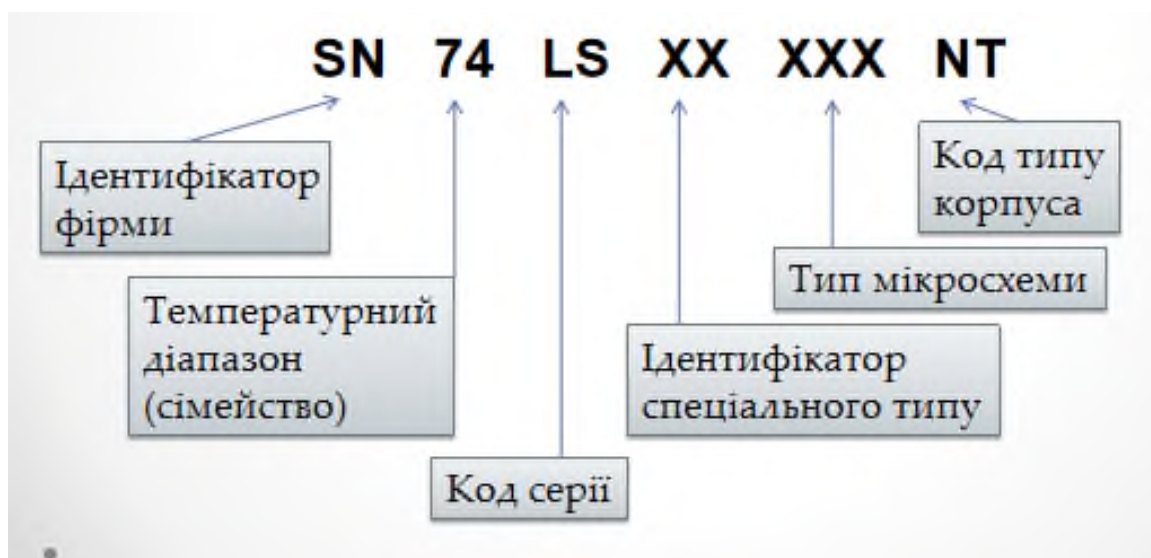 SN 74 LS XX XXX NT
Ідентифікатор
фірми
Код типу
корпуса
Температурний
діапазон
(сімейство)
Тип мікросхеми
Ідентифікатор
спеціального типу
Код серії